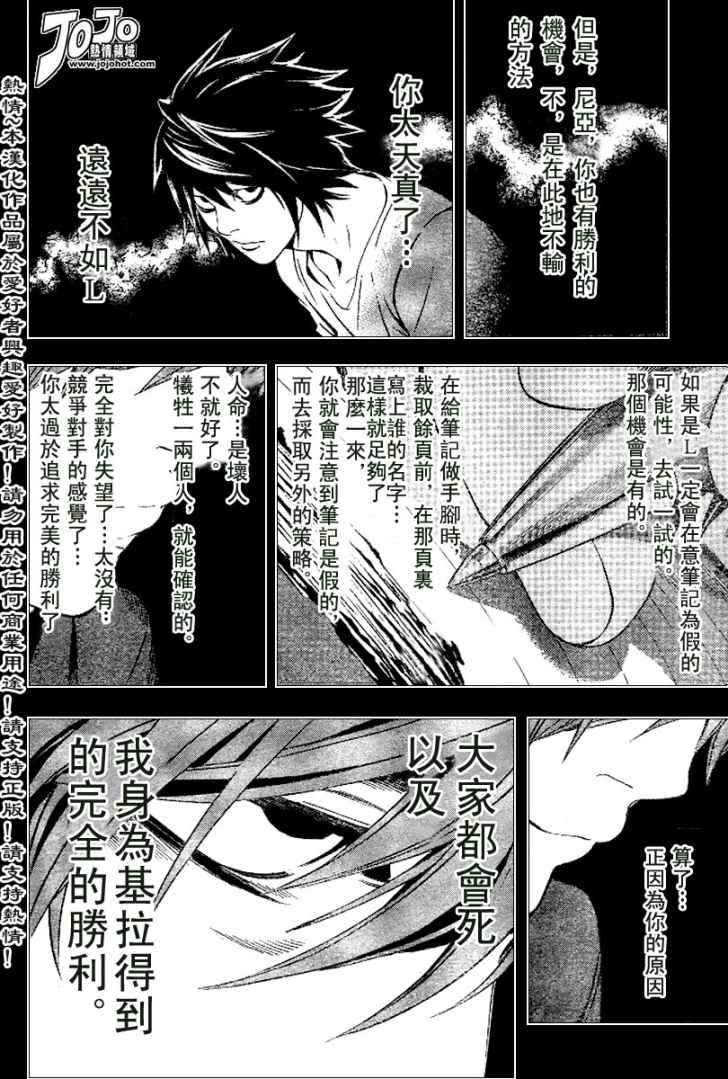 JOJO
熱情領域
www.jojohot.com
但是，尼亞，你也有勝利的
機會，不，是在此地不輸
的方法
你太天真了…
遠遠不如L
如果是L一定會在意筆記為假的
可能性，去試一試的。
那個機會是有的。
在給筆記做手腳時，
裁取餘頁前，在那頁裏
寫上誰的名字…
這樣就足夠了
那麼一來，
你就會注意到筆記是假的，
而去採取另外的策略。
人命…是壞人
不就好了。
犧牲一兩個人，就能確認的。
完全對你失望了…太沒有…
競爭對手的感覺了…
你太過於追求完美的勝利了
算了…
正因為你的原因
大家都會死
以及
我身為基拉得到
的完全的勝利。
熱情~本漢化作品屬於愛好者興趣愛好製作！請勿用於任何商業用途！請支持正版！請支持熱情！